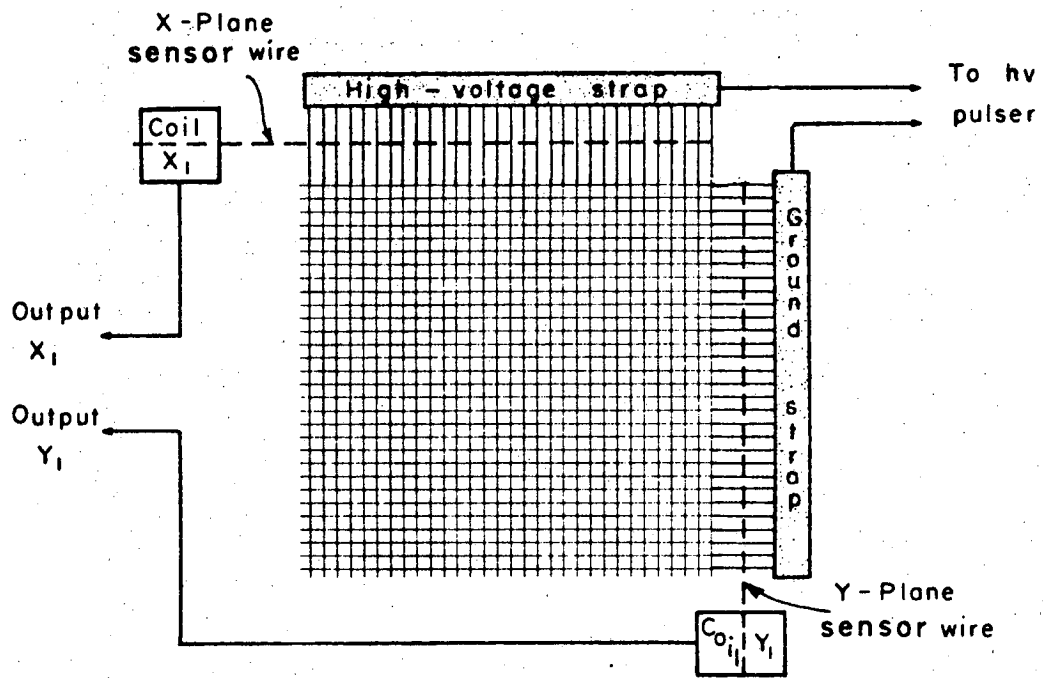 X-Plane
sensor wire
High-voltage strap
To hv
pulser
Coil
X1
Ground strap
Output
X1
Output
Y1
Y-Plane
sensor wire
Coil Y1